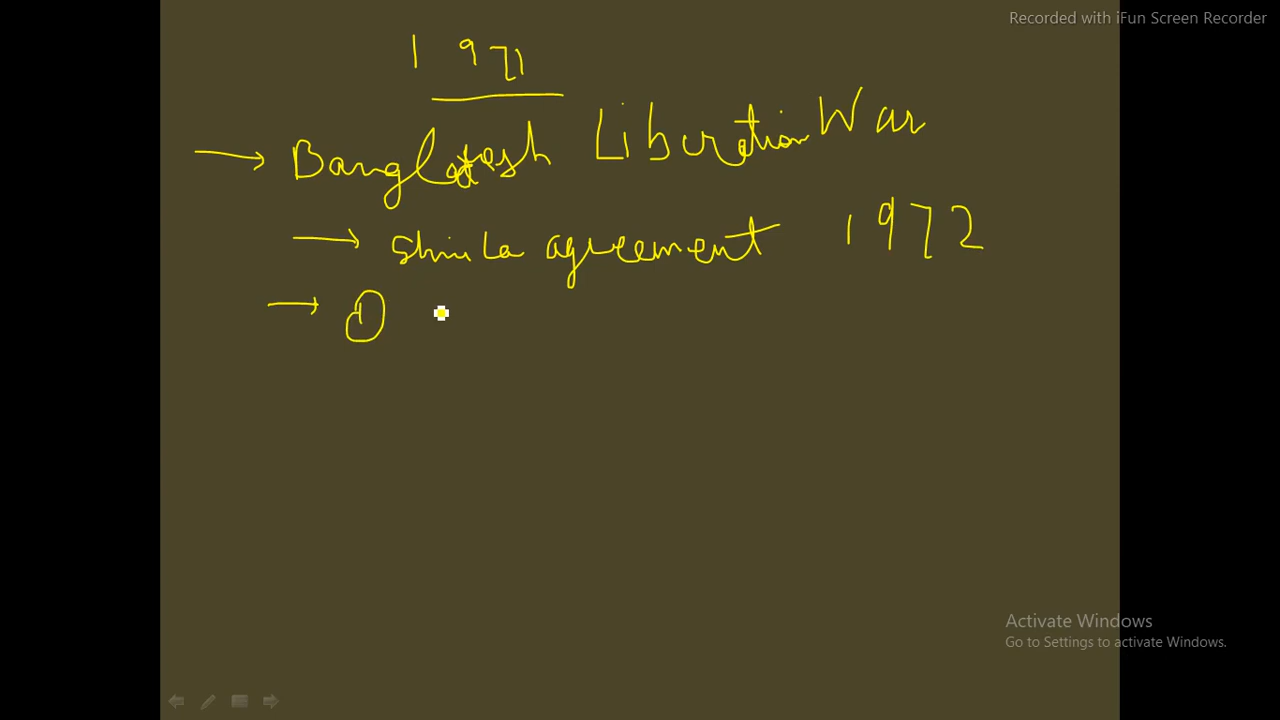 Recorded with iFun Screen Recorder
1971
→ Bangladesh Liberation War
→ Shimla agreement 1972
→ ①
Activate Windows
Go to Settings to activate Windows.